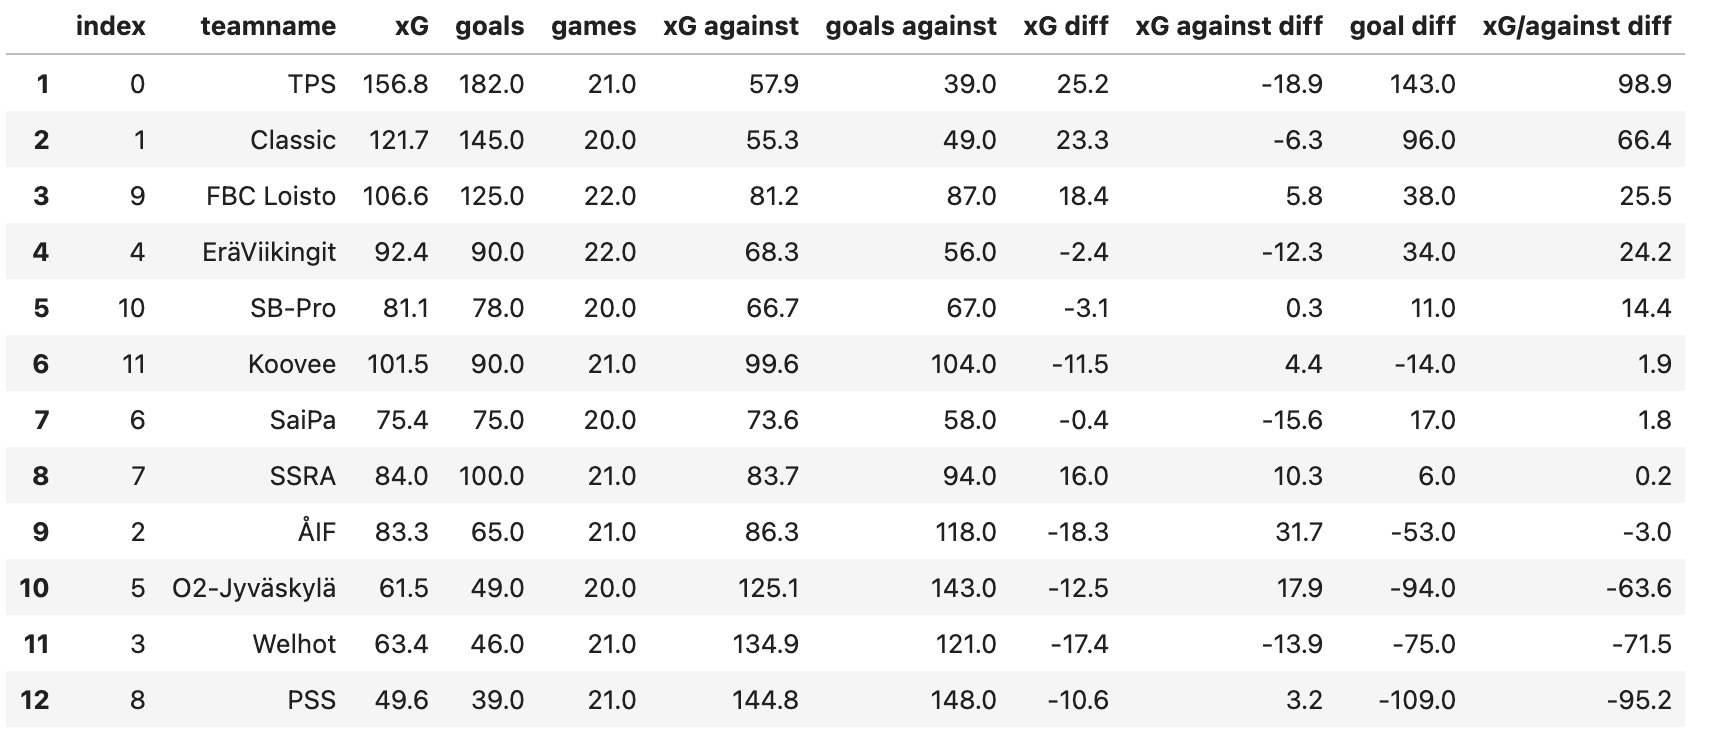 index teamname xG goals games xG against goals against xG diff xG against diff goal diff xG/against diff
1 0 TPS 156.8 182.0 21.0 57.9 39.0 25.2 -18.9 143.0 98.9
2 1 Classic 121.7 145.0 20.0 55.3 49.0 23.3 -6.3 96.0 66.4
3 9 FBC Loisto 106.6 125.0 22.0 81.2 87.0 18.4 5.8 38.0 25.5
4 4 EräViikingit 92.4 90.0 22.0 68.3 56.0 -2.4 -12.3 34.0 24.2
5 10 SB-Pro 81.1 78.0 20.0 66.7 67.0 -3.1 0.3 11.0 14.4
6 11 Koovee 101.5 90.0 21.0 99.6 104.0 -11.5 4.4 -14.0 1.9
7 6 SaiPa 75.4 75.0 20.0 73.6 58.0 -0.4 -15.6 17.0 1.8
8 7 SSRA 84.0 100.0 21.0 83.7 94.0 16.0 10.3 6.0 0.2
9 2 ÅIF 83.3 65.0 21.0 86.3 118.0 -18.3 31.7 -53.0 -3.0
10 5 O2-Jyväskylä 61.5 49.0 20.0 125.1 143.0 -12.5 17.9 -94.0 -63.6
11 3 Welhot 63.4 46.0 21.0 134.9 121.0 -17.4 -13.9 -75.0 -71.5
12 8 PSS 49.6 39.0 21.0 144.8 148.0 -10.6 3.2 -109.0 -95.2